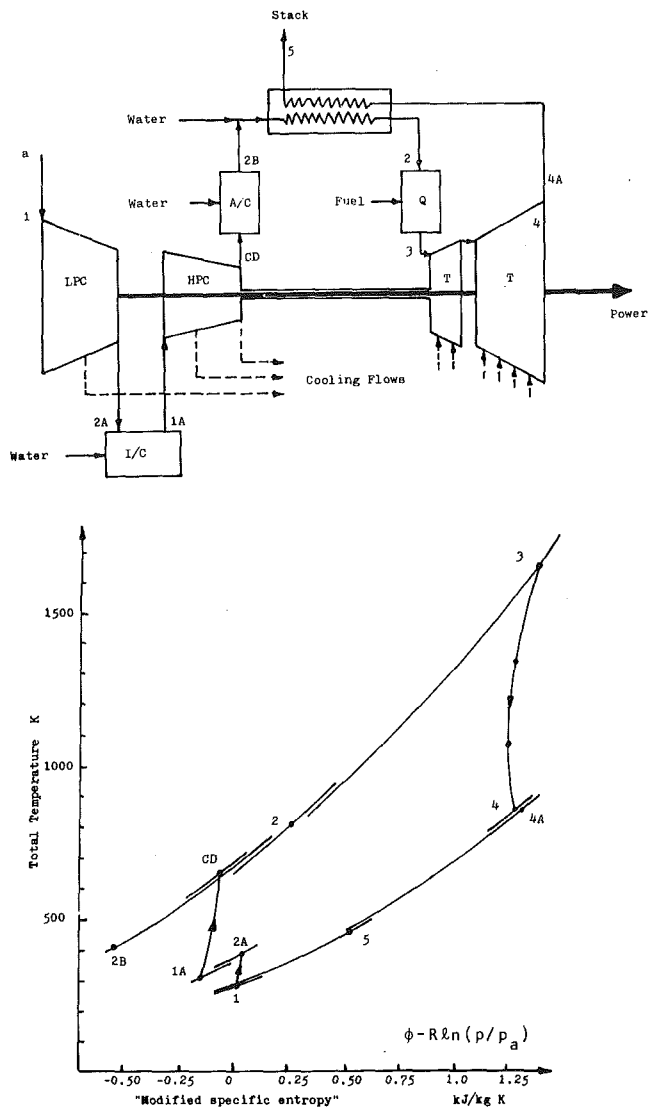 Stack
5
Water
2B
2
a
4A
Water
A/C
Fuel
Q
1
4
CD
3
LPC
HPC
T
T
Power
Cooling Flows
2A
1A
Water
I/C
3
1500
Total Temperature K
1000
4
2
4A
CD
500
2A
5
2B
1A
1
ϕ-Rℓn(p/pₐ)
-0.50
-0.25
0
0.25
0.50
0.75
1.0
1.25
"Modified specific entropy"
kJ/kg K